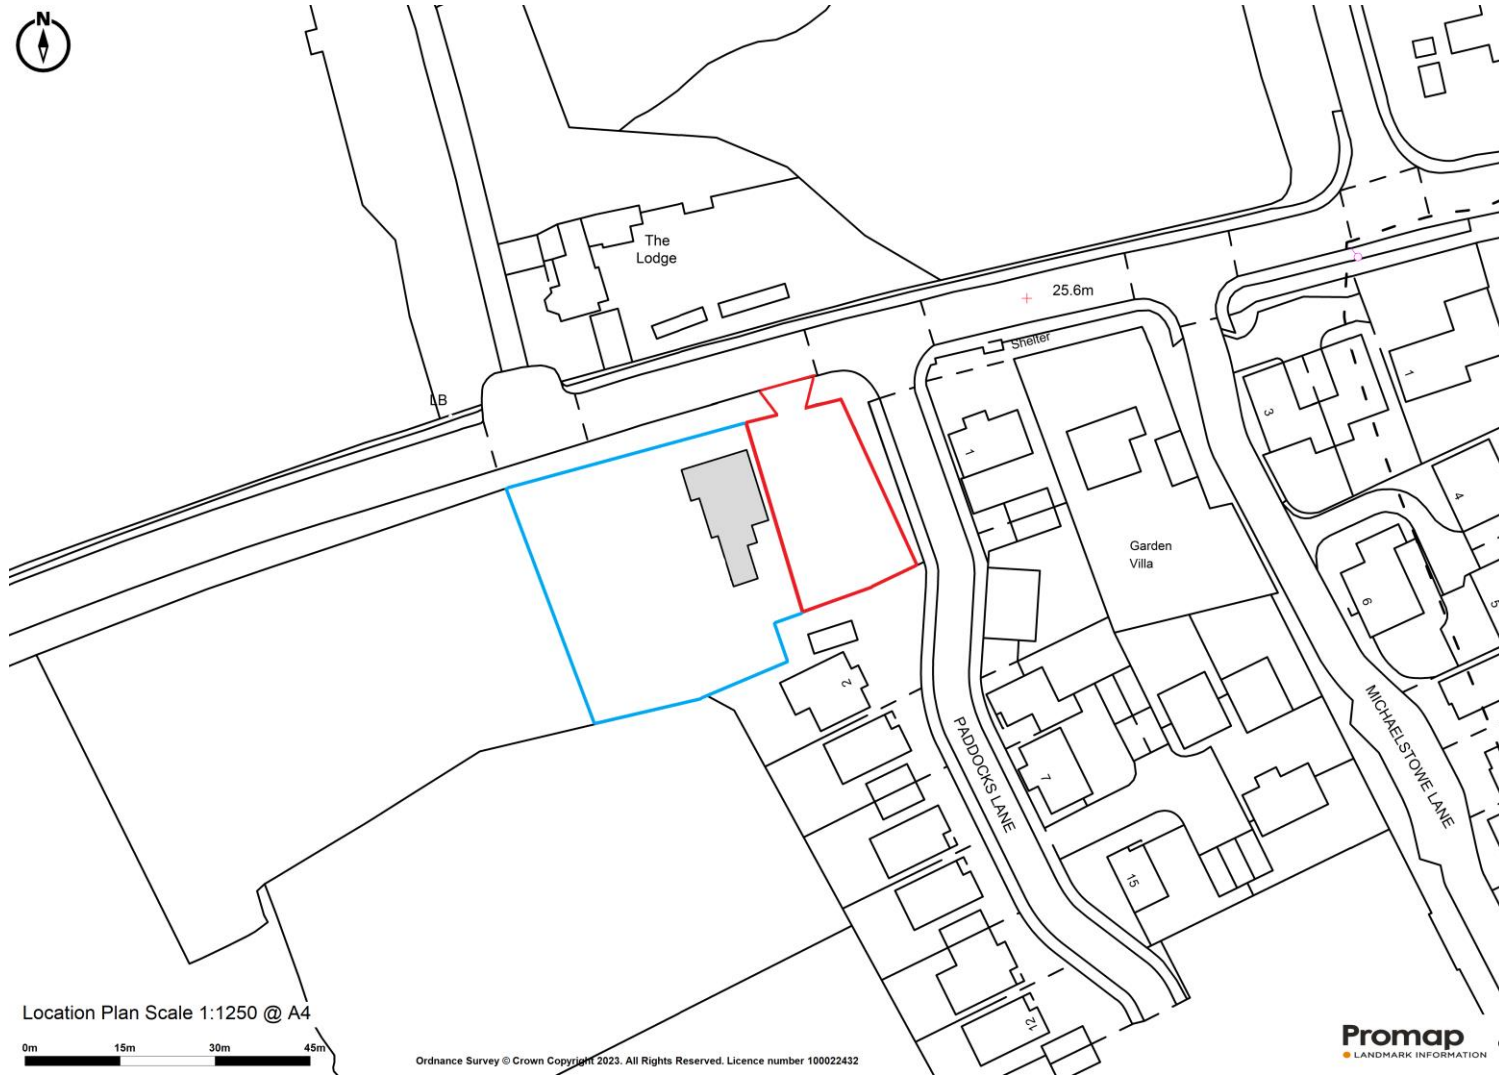 N
The
Lodge
25.6m
Shelter
LB
1
1
3
4
Garden
Villa
6
5
2
PADDOCKS LANE
7
MICHAELSTOWE LANE
15
12
Location Plan Scale 1:1250 @ A4
0m 15m 30m 45m
Ordnance Survey © Crown Copyright 2023. All Rights Reserved. Licence number 100022432
Promap
LANDMARK INFORMATION